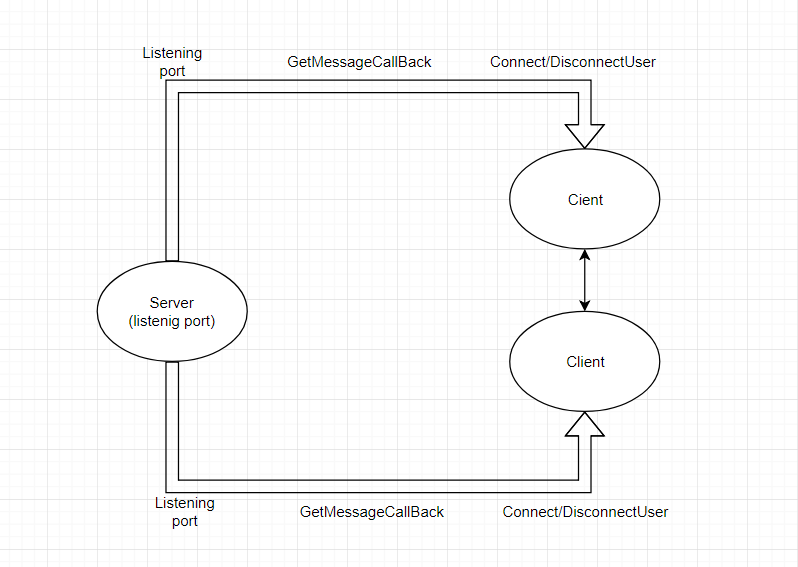 Listening
port
GetMessageCallBack
Connect/DisconnectUser
Cient
Server
(listenig port)
Client
Listening
port
GetMessageCallBack
Connect/DisconnectUser